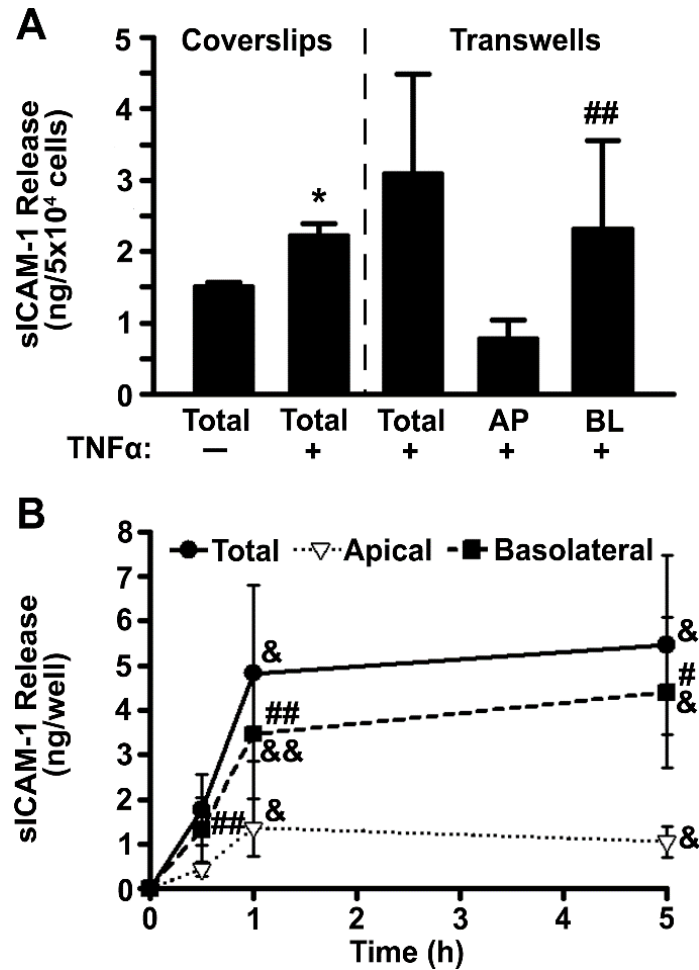 A
Coverslips
Transwells
sICAM-1 Release
(ng/5x10⁴ cells)
5
4
3
2
1
0
*
##
Total
Total
Total
AP
BL
TNFα:
—
+
+
+
+
B
Total
Apical
Basolateral
sICAM-1 Release
(ng/well)
8
7
6
5
4
3
2
1
0
##
&
##
&&
&
&
#
&
&
0
1
2
3
4
5
Time (h)